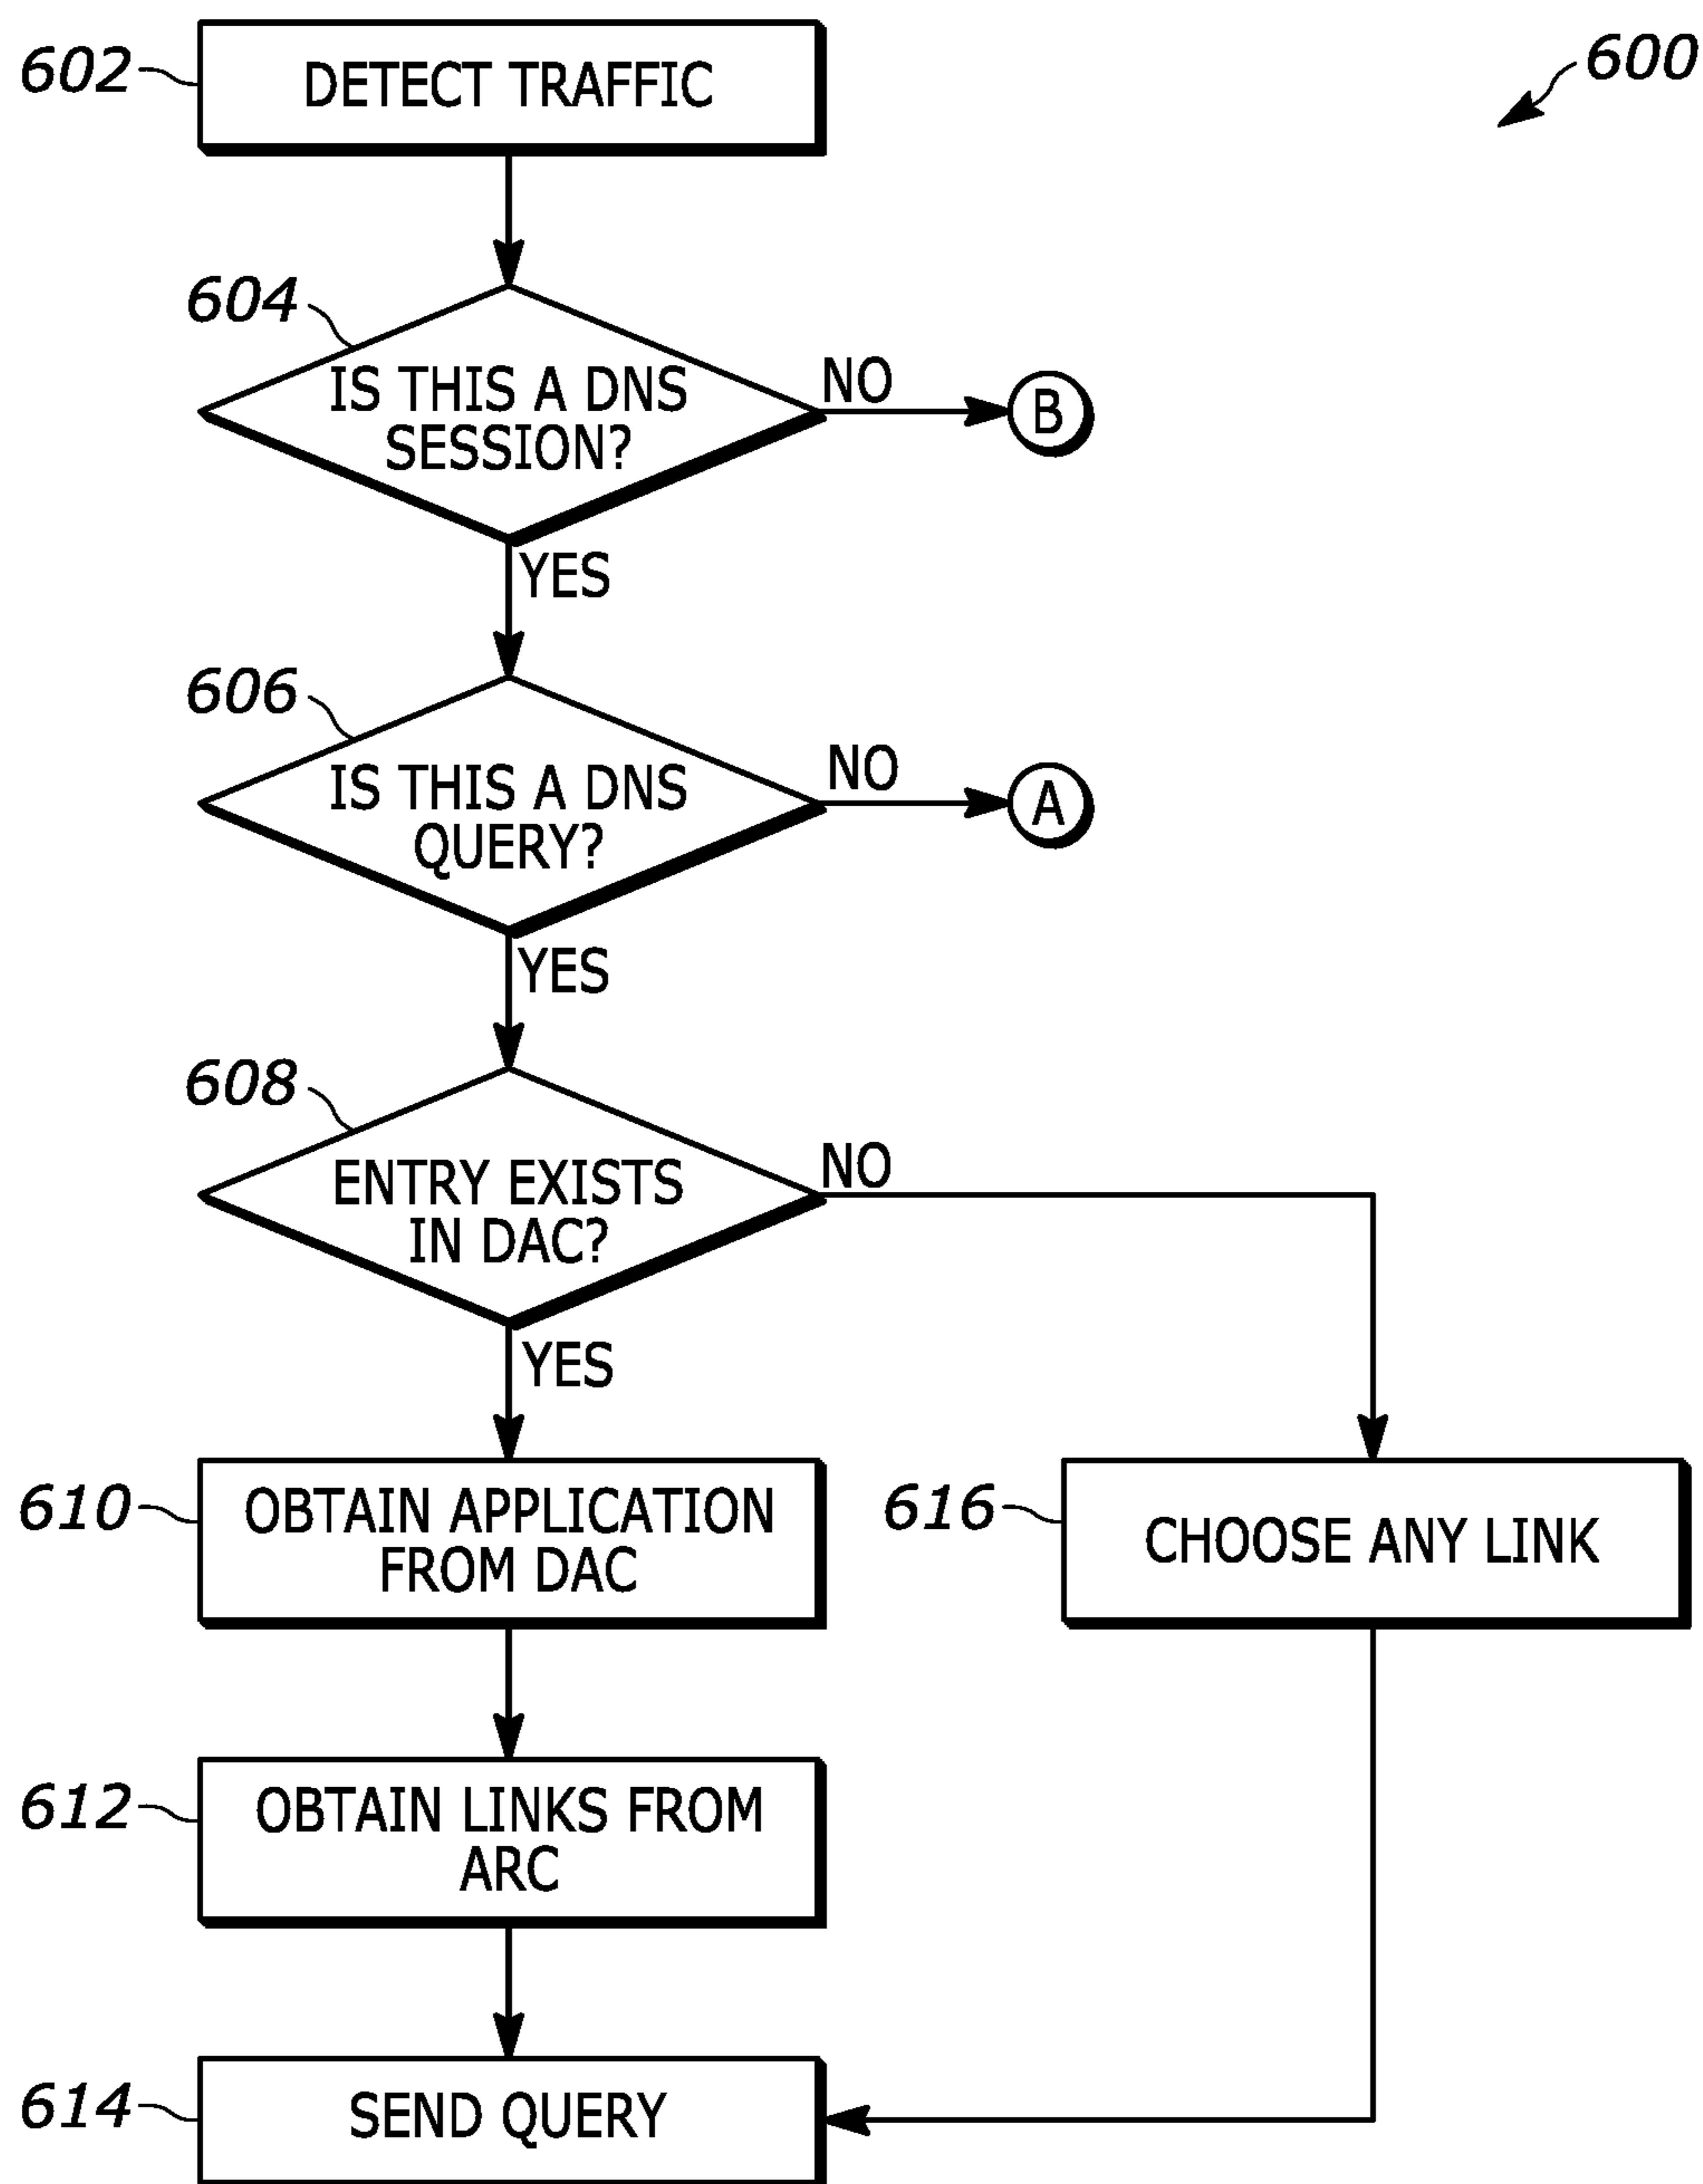 600
602
DETECT TRAFFIC
604
IS THIS A DNS
SESSION?
NO
B
YES
606
IS THIS A DNS
QUERY?
NO
A
YES
608
ENTRY EXISTS
IN DAC?
NO
YES
610
OBTAIN APPLICATION
FROM DAC
616
CHOOSE ANY LINK
612
OBTAIN LINKS FROM
ARC
614
SEND QUERY